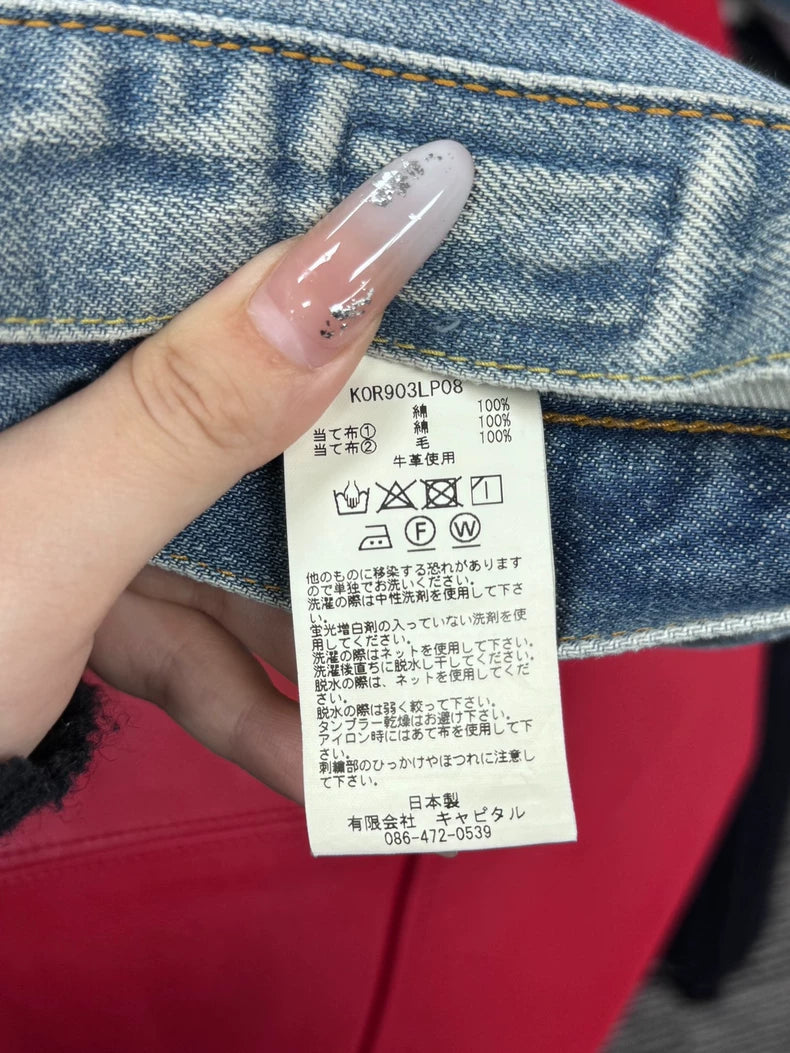 KOR903LP08
綿 100%
当て布① 綿 100%
当て布② 毛 100%
牛革使用
F W
他のものに移染する恐れがあります
ので単独でお洗いください。
洗濯の際は中性洗剤を使用して下さ
い。
蛍光増白剤の入っていない洗剤を使
用してください。
洗濯の際はネットを使用して下さい。
洗濯後直ちに脱水し干してください。
脱水の際は、ネットを使用してくだ
さい。
脱水の際は弱く絞って下さい。
タンブラー乾燥はお避け下さい。
アイロン時にはあて布を使用して下
さい。
刺繍部のひっかけやほつれに注意し
て下さい。
日本製
有限会社 キャピタル
086-472-0539